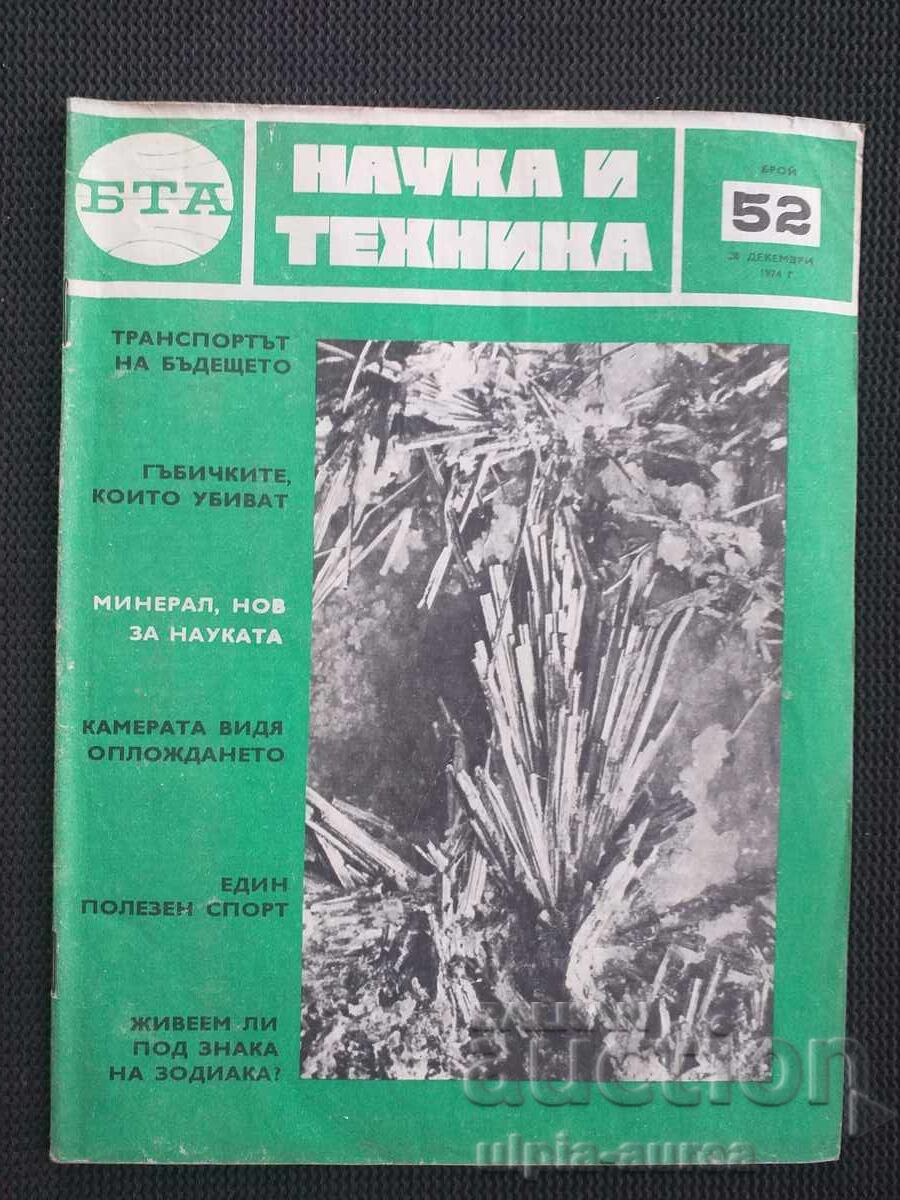 БТА
НАУКА И
ТЕХНИКА
БРОЙ
52
ДЕКЕМВРИ
1974 Г.
ТРАНСПОРТЪТ
НА БЪДЕЩЕТО
ГЪБИЧКИТЕ,
КОИТО УБИВАТ
МИНЕРАЛ, НОВ
ЗА НАУКАТА
КАМЕРАТА ВИДЯ
ОПЛОЖДАНЕТО
ЕДИН
ПОЛЕЗЕН СПОРТ
ЖИВЕЕМ ЛИ
ПОД ЗНАКА
НА ЗОДИАКА?
BALKAN
auction
ulpia-aurea